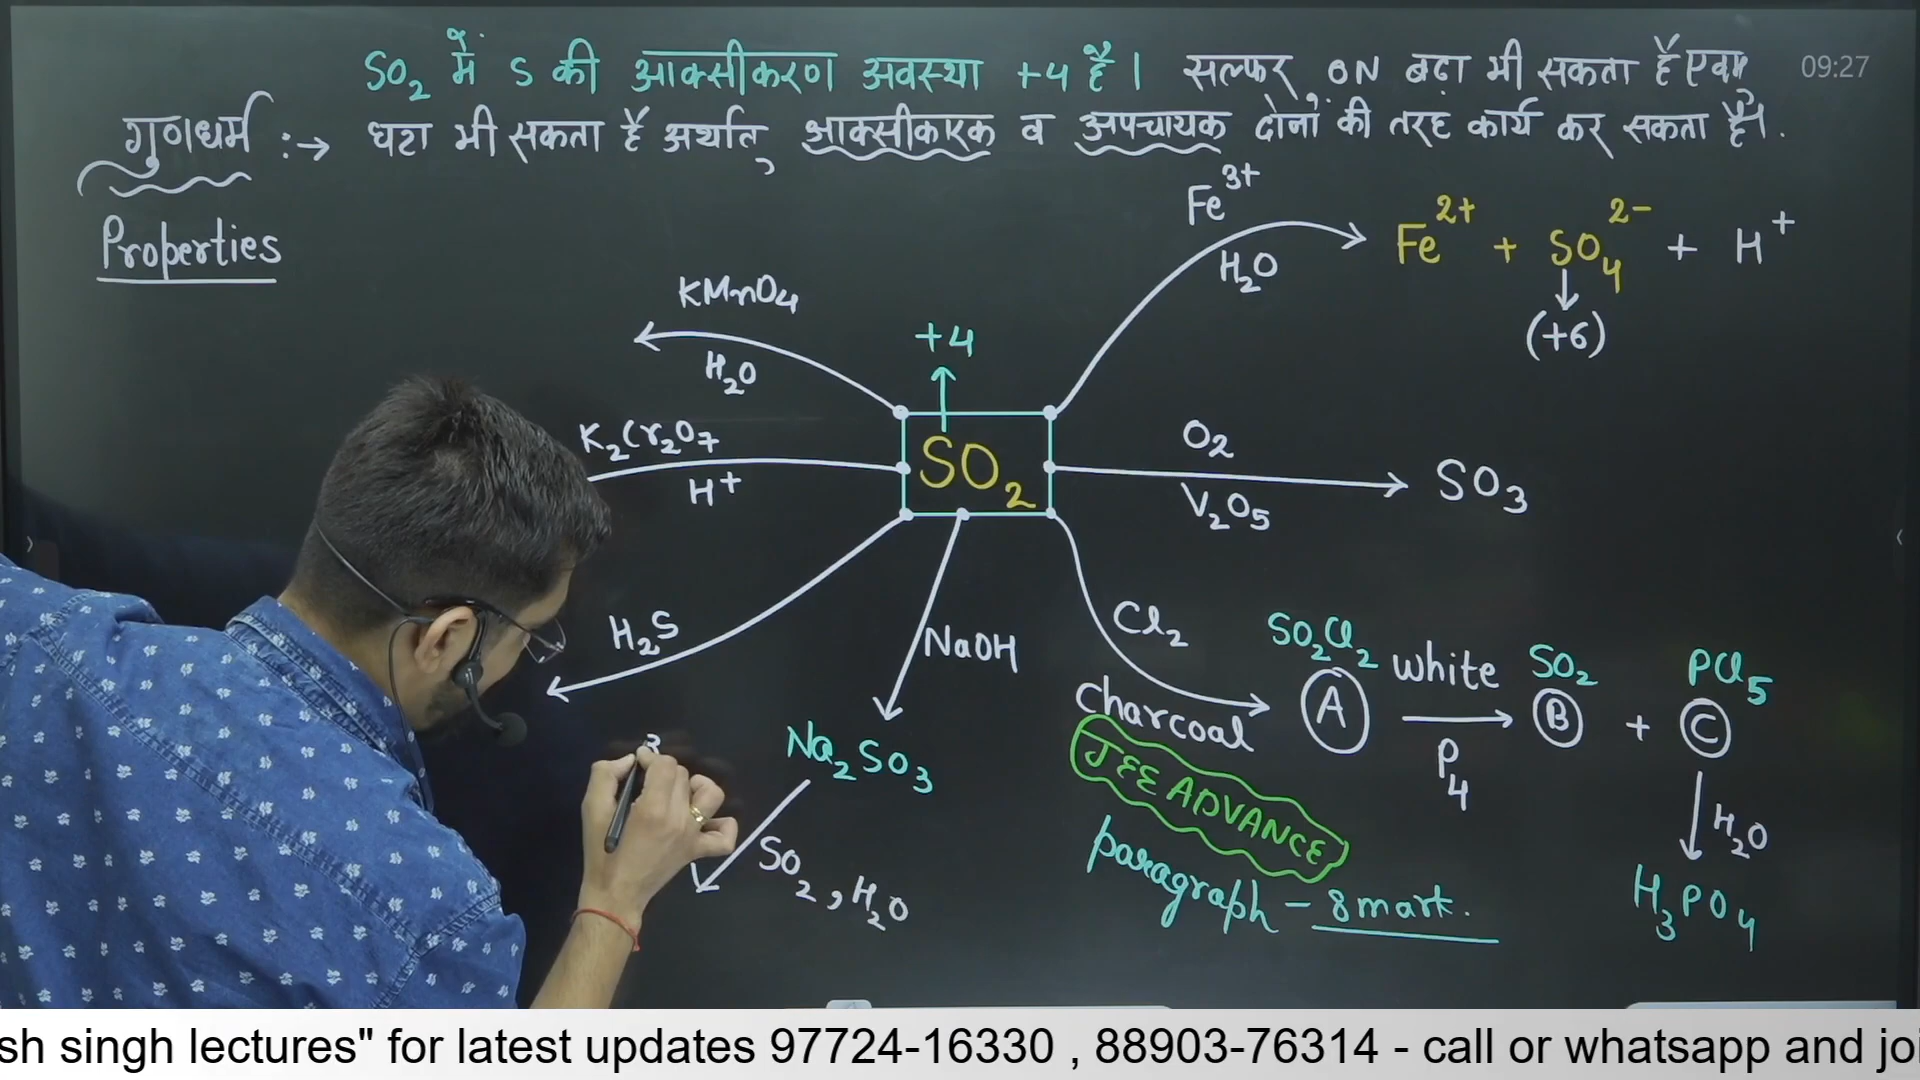 SO2 में S की आक्सीकरण अवस्था +4 है। सल्फर ON बढ़ा भी सकता है एवम
09:27
गुणधर्म :→ घटा भी सकता है अर्थात, आक्सीकारक व अपचायक दोनों की तरह कार्य कर सकता है।
Properties
Fe3+
H2O
Fe2+ + SO42- + H+
(+6)
KMnO4
H2O
+4
SO2
K2Cr2O7
H+
O2
V2O5
SO3
H2S
NaOH
Cl2
charcoal
SO2Cl2
A
white
P4
SO2
B
+
PCl5
C
H2O
H3PO4
Na2SO3
SO2, H2O
JEE ADVANCE
paragraph - 8 mark.
sh singh lectures" for latest updates 97724-16330 , 88903-76314 - call or whatsapp and joi